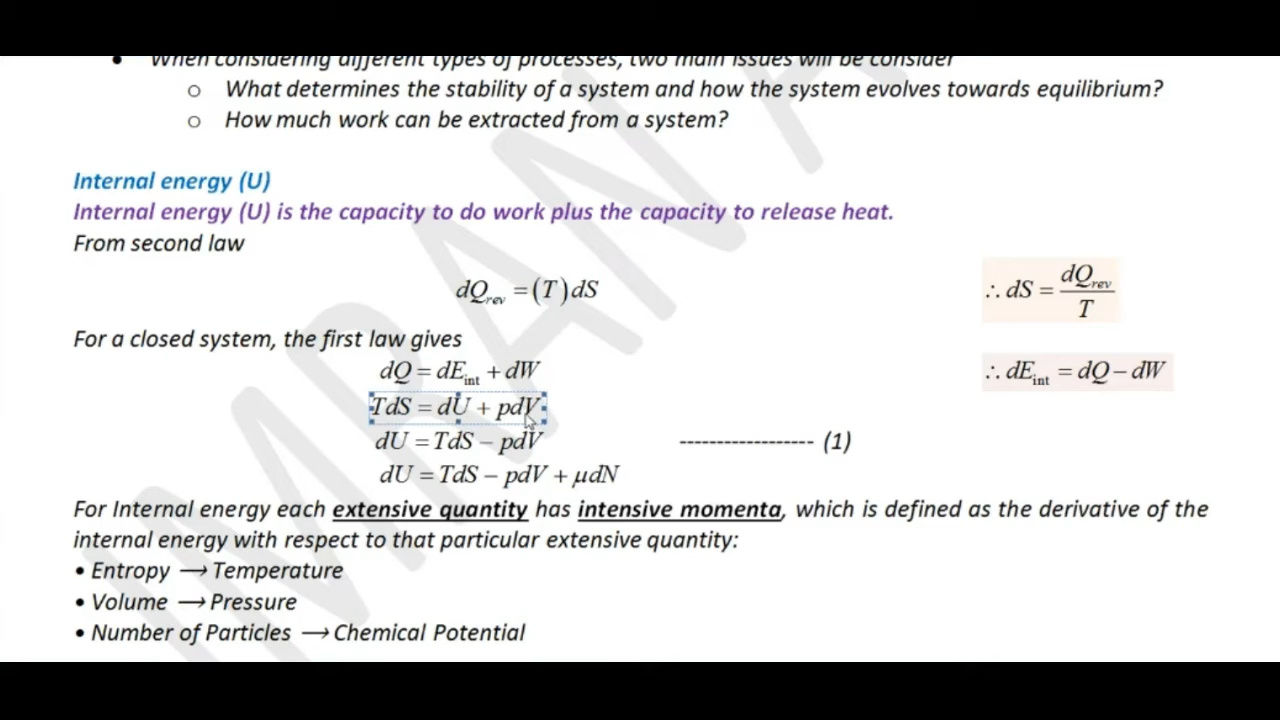 • When considering different types of processes, two main issues will be consider
o What determines the stability of a system and how the system evolves towards equilibrium?
o How much work can be extracted from a system?
Internal energy (U)
Internal energy (U) is the capacity to do work plus the capacity to release heat.
From second law
dQ_rev = (T) dS
∴ dS = dQ_rev / T
For a closed system, the first law gives
dQ = dE_int + dW
∴ dE_int = dQ − dW
TdS = dU + pdV
dU = TdS − pdV ------------------ (1)
dU = TdS − pdV + μdN
For Internal energy each extensive quantity has intensive momenta, which is defined as the derivative of the
internal energy with respect to that particular extensive quantity:
• Entropy → Temperature
• Volume → Pressure
• Number of Particles → Chemical Potential
IMRAN A